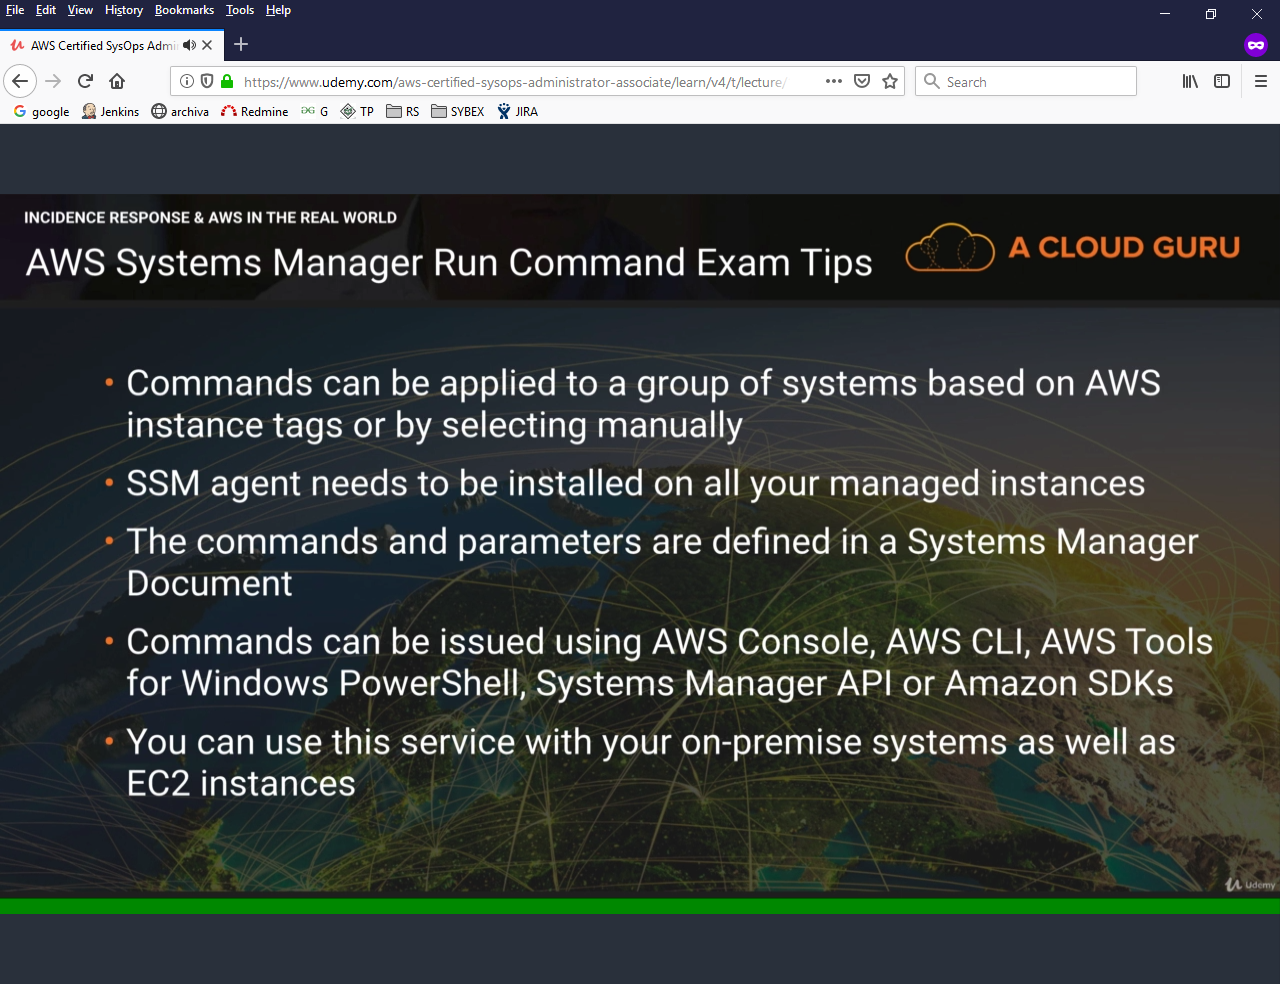 File Edit View History Bookmarks Tools Help
AWS Certified SysOps Admi
https://www.udemy.com/aws-certified-sysops-administrator-associate/learn/v4/t/lecture/
Search
google Jenkins archiva Redmine G TP RS SYBEX JIRA
INCIDENCE RESPONSE & AWS IN THE REAL WORLD
AWS Systems Manager Run Command Exam Tips
A CLOUD GURU
• Commands can be applied to a group of systems based on AWS
instance tags or by selecting manually
• SSM agent needs to be installed on all your managed instances
• The commands and parameters are defined in a Systems Manager
Document
• Commands can be issued using AWS Console, AWS CLI, AWS Tools
for Windows PowerShell, Systems Manager API or Amazon SDKs
• You can use this service with your on-premise systems as well as
EC2 instances
Udemy